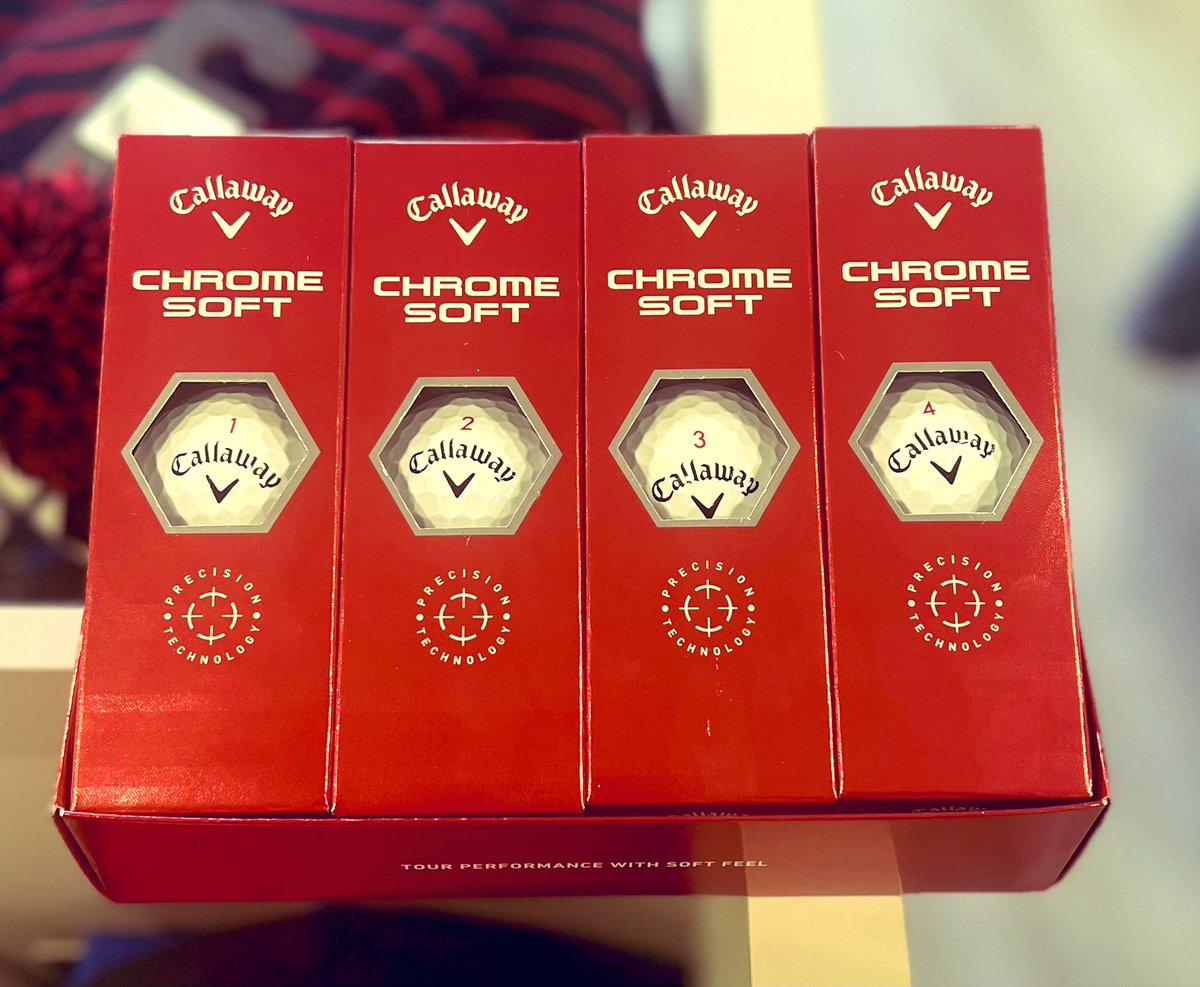 Callaway
CHROME
SOFT
1
Callaway
PRECISION
TECHNOLOGY
Callaway
CHROME
SOFT
2
Callaway
PRECISION
TECHNOLOGY
Callaway
CHROME
SOFT
3
Callaway
PRECISION
TECHNOLOGY
Callaway
CHROME
SOFT
4
Callaway
PRECISION
TECHNOLOGY
TOUR PERFORMANCE WITH SOFT FEEL